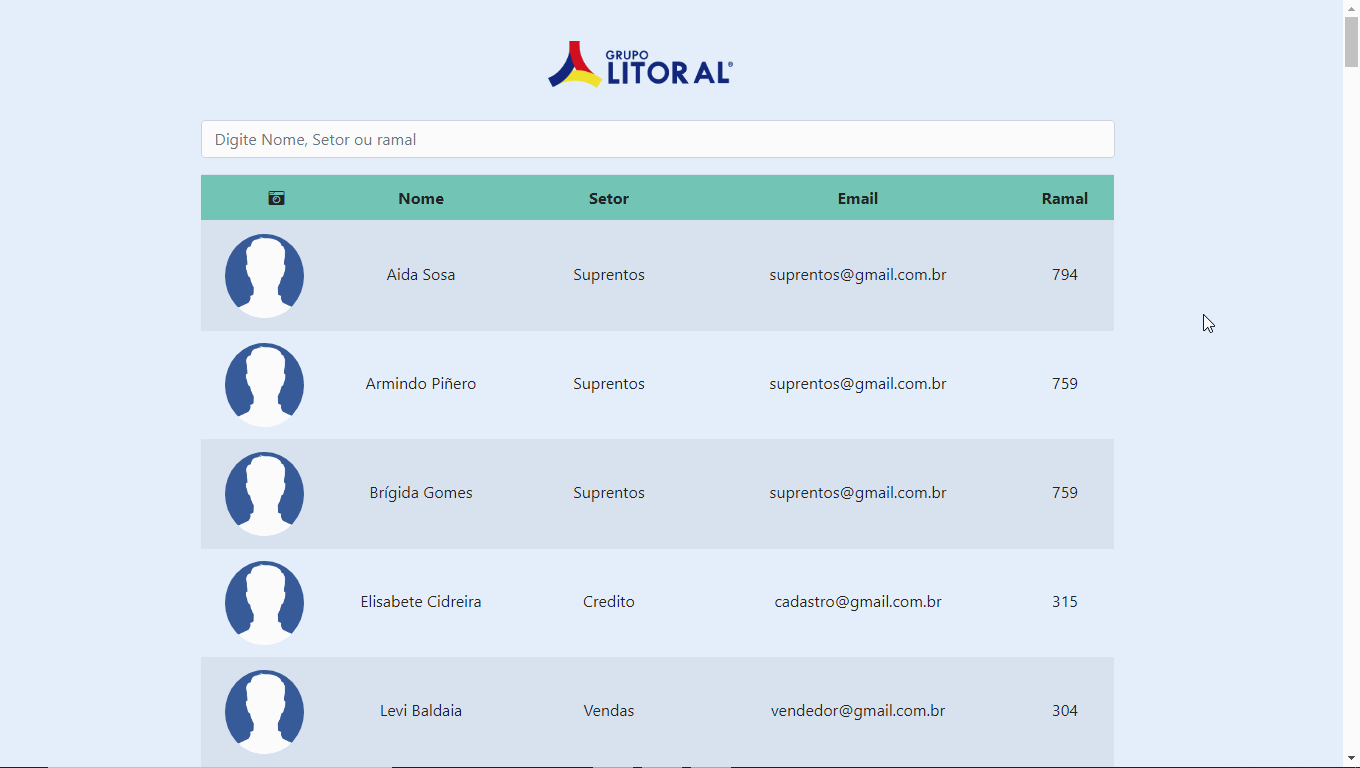 GRUPO
LITORAL®
Digite Nome, Setor ou ramal
Nome Setor Email Ramal
Aida Sosa Suprentos suprentos@gmail.com.br 794
Armindo Piñero Suprentos suprentos@gmail.com.br 759
Brígida Gomes Suprentos suprentos@gmail.com.br 759
Elisabete Cidreira Credito cadastro@gmail.com.br 315
Levi Baldaia Vendas vendedor@gmail.com.br 304